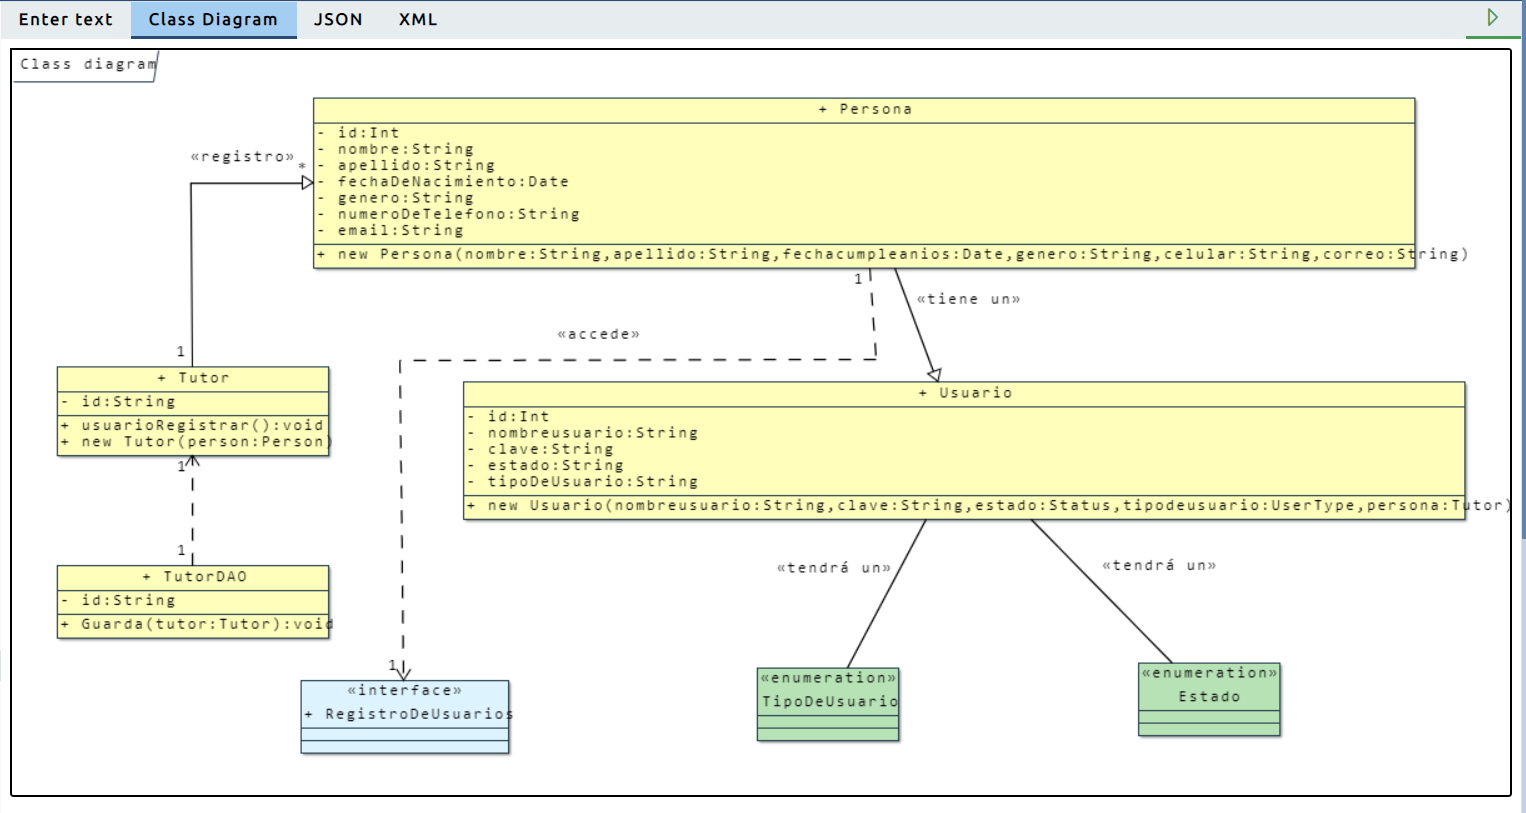 Enter text
Class Diagram
JSON
XML
Class diagram
+ Persona
- id:Int
- nombre:String
- apellido:String
- fechaDeNacimiento:Date
- genero:String
- numeroDeTelefono:String
- email:String
+ new Persona(nombre:String,apellido:String,fechacumpleanios:Date,genero:String,celular:String,correo:String)
«registro»
*
1
«tiene un»
«accede»
1
+ Tutor
- id:String
+ usuarioRegistrar():void
+ new Tutor(person:Person)
1
1
+ TutorDAO
- id:String
+ Guarda(tutor:Tutor):void
+ Usuario
- id:Int
- nombreusuario:String
- clave:String
- estado:String
- tipoDeUsuario:String
+ new Usuario(nombreusuario:String,clave:String,estado:Status,tipodeusuario:UserType,persona:Tutor)
«tendrá un»
«tendrá un»
1
«interface»
+ RegistroDeUsuarios
«enumeration»
TipoDeUsuario
«enumeration»
Estado